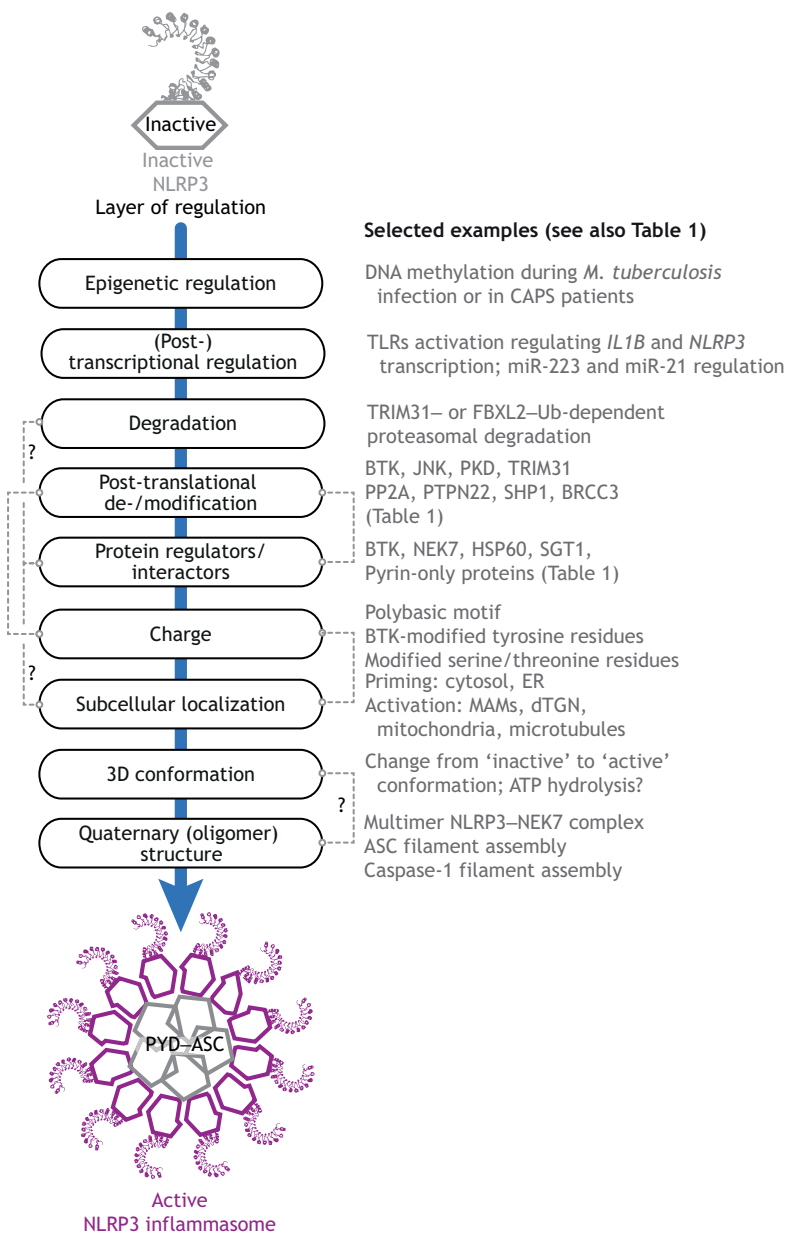 Inactive
Inactive
NLRP3
Layer of regulation
Selected examples (see also Table 1)
Epigenetic regulation
DNA methylation during M. tuberculosis
infection or in CAPS patients
(Post-)
transcriptional regulation
TLRs activation regulating IL1B and NLRP3
transcription; miR-223 and miR-21 regulation
Degradation
TRIM31– or FBXL2–Ub-dependent
proteasomal degradation
?
Post-translational
de-/modification
BTK, JNK, PKD, TRIM31
PP2A, PTPN22, SHP1, BRCC3
(Table 1)
Protein regulators/
interactors
BTK, NEK7, HSP60, SGT1,
Pyrin-only proteins (Table 1)
Charge
Polybasic motif
BTK-modified tyrosine residues
Modified serine/threonine residues
?
Subcellular localization
Priming: cytosol, ER
Activation: MAMs, dTGN,
mitochondria, microtubules
3D conformation
Change from ‘inactive’ to ‘active’
conformation; ATP hydrolysis?
?
Quaternary (oligomer)
structure
Multimer NLRP3–NEK7 complex
ASC filament assembly
Caspase-1 filament assembly
PYD–ASC
Active
NLRP3 inflammasome